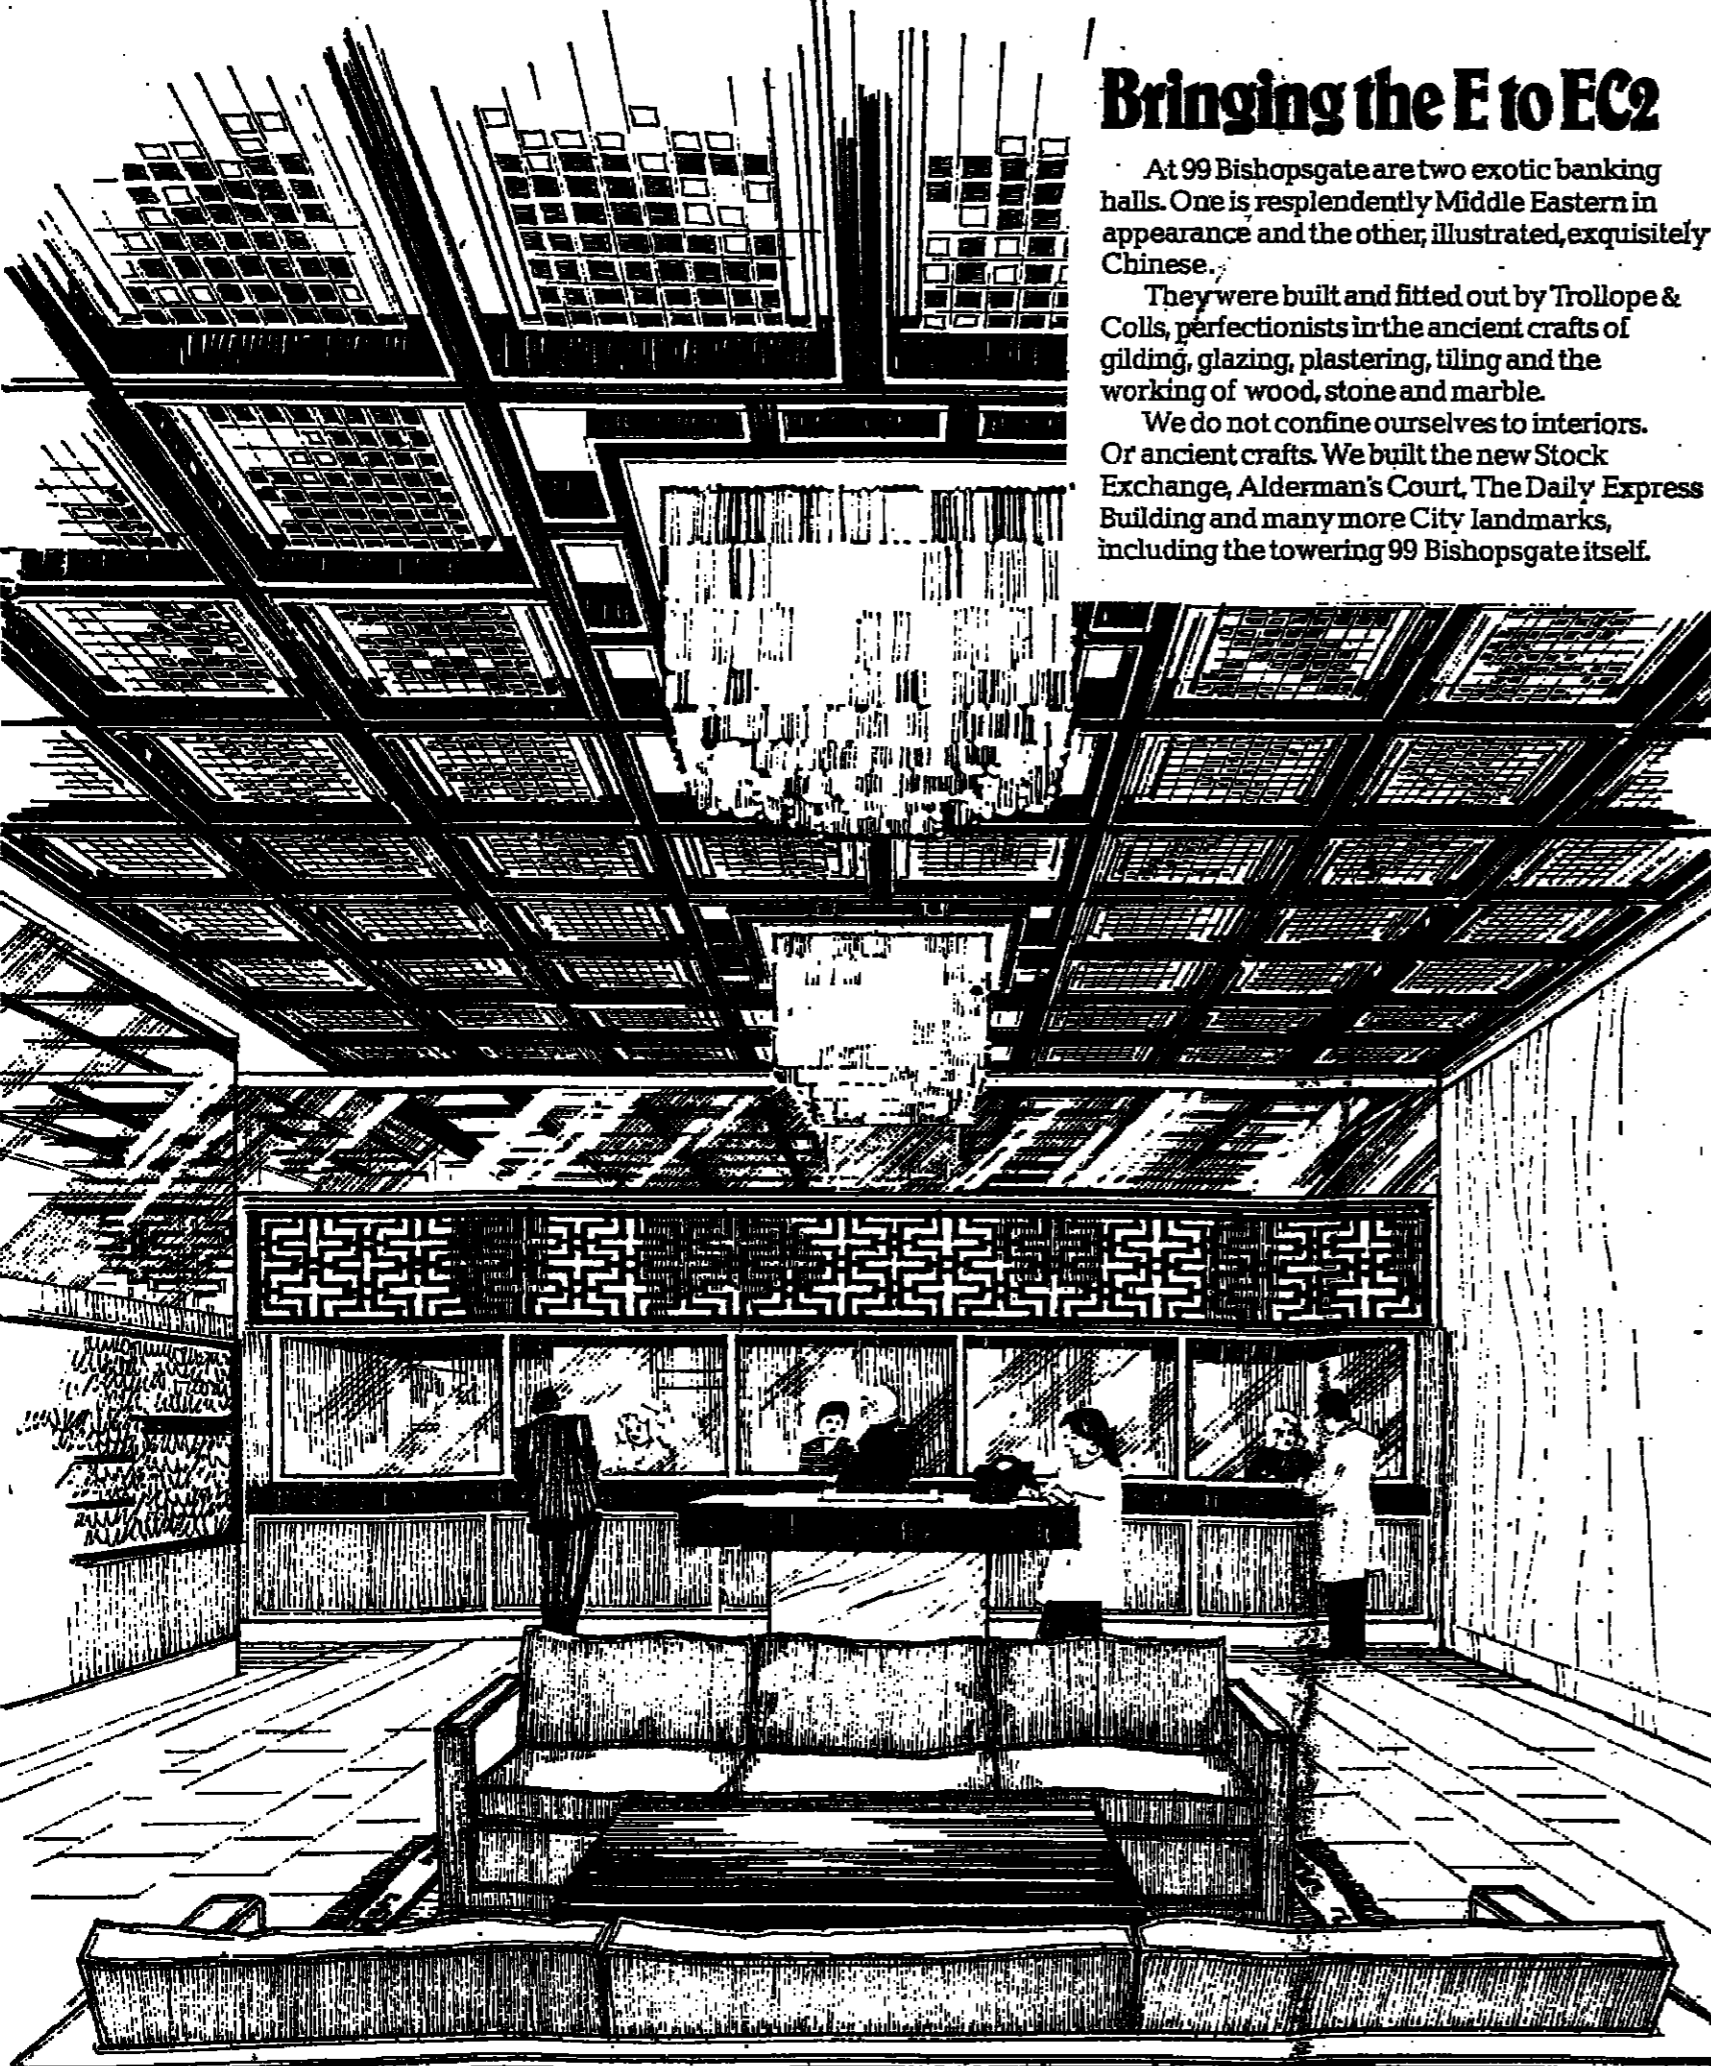 Bringing the E to EC2
At 99 Bishopsgate are two exotic banking
halls. One is resplendently Middle Eastern in
appearance and the other, illustrated, exquisitely
Chinese.
They were built and fitted out by Trollope &
Colls, perfectionists in the ancient crafts of
gilding, glazing, plastering, tiling and the
working of wood, stone and marble.
We do not confine ourselves to interiors.
Or ancient crafts. We built the new Stock
Exchange, Alderman's Court, The Daily Express
Building and many more City landmarks,
including the towering 99 Bishopsgate itself.